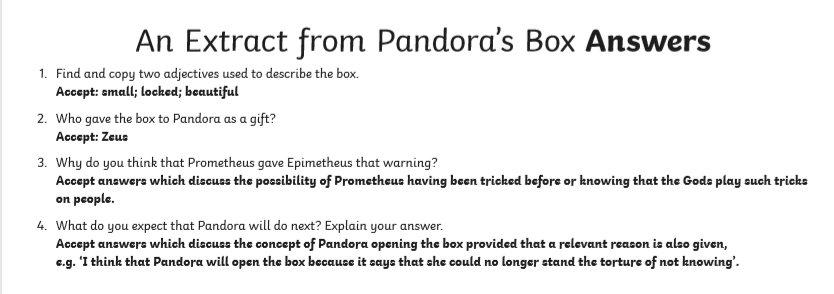 An Extract from Pandora's Box Answers
1. Find and copy two adjectives used to describe the box.
Accept: small; locked; beautiful
2. Who gave the box to Pandora as a gift?
Accept: Zeus
3. Why do you think that Prometheus gave Epimetheus that warning?
Accept answers which discuss the possibility of Prometheus having been tricked before or knowing that the Gods play such tricks
on people.
4. What do you expect that Pandora will do next? Explain your answer.
Accept answers which discuss the concept of Pandora opening the box provided that a relevant reason is also given,
e.g. ‘I think that Pandora will open the box because it says that she could no longer stand the torture of not knowing’.